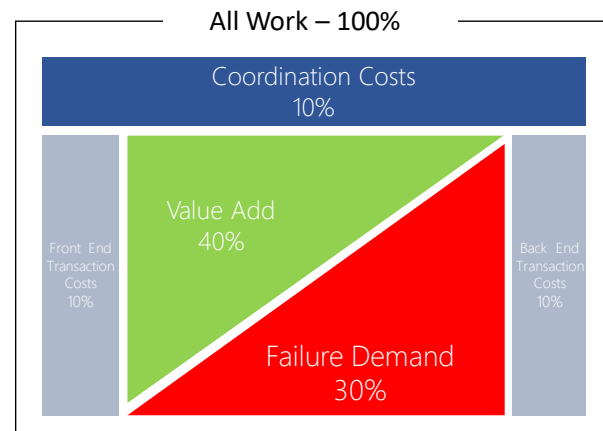 All Work – 100%
Coordination Costs
10%
Value Add
40%
Front End
Transaction
Costs
10%
Back End
Transaction
Costs
10%
Failure Demand
30%